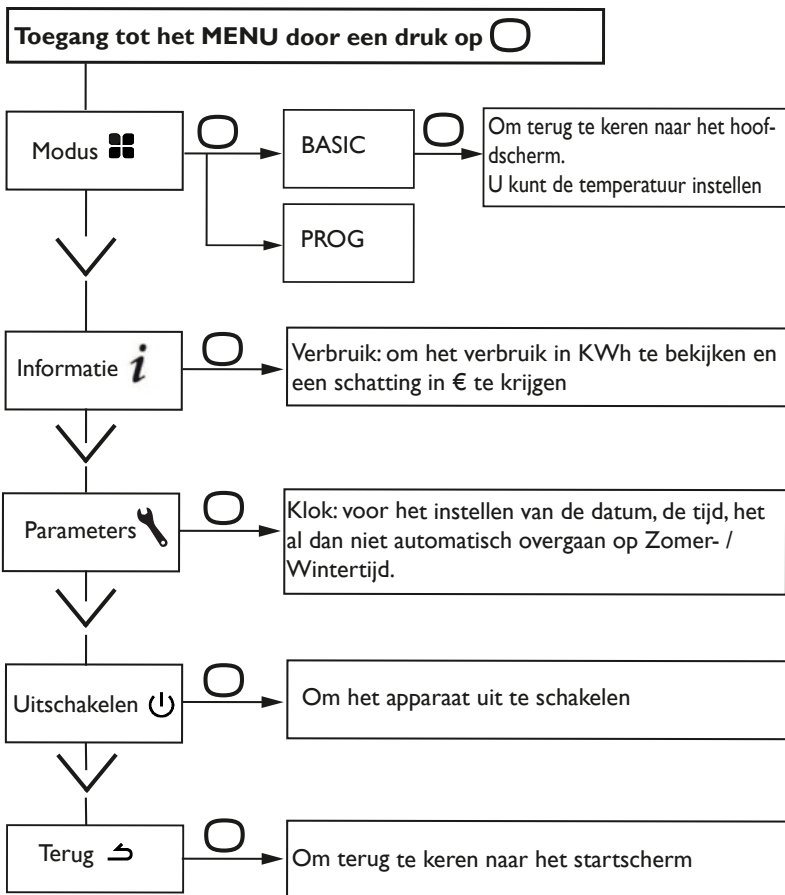 Toegang tot het MENU door een druk op
Modus
BASIC
Om terug te keren naar het hoof-
dscherm.
U kunt de temperatuur instellen
PROG
Informatie i
Verbruik: om het verbruik in KWh te bekijken en
een schatting in € te krijgen
Parameters
Klok: voor het instellen van de datum, de tijd, het
al dan niet automatisch overgaan op Zomer- /
Wintertijd.
Uitschakelen
Om het apparaat uit te schakelen
Terug
Om terug te keren naar het startscherm